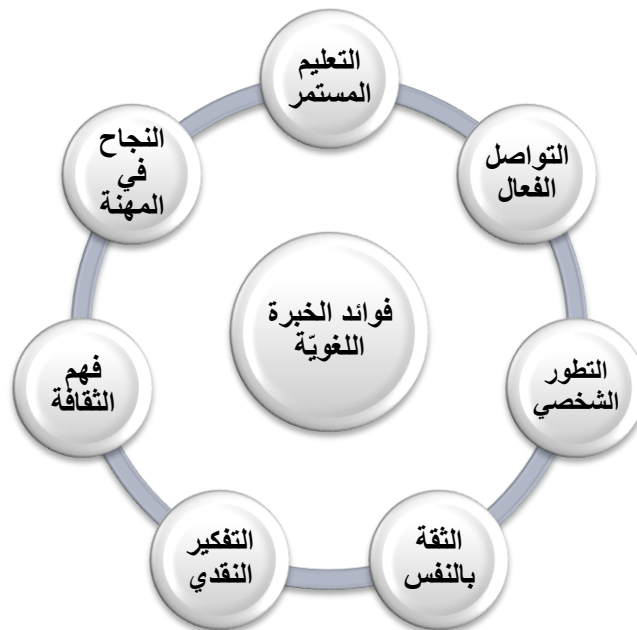 التعليم
المستمر
التواصل
الفعال
التطور
الشخصي
الثقة
بالنفس
التفكير
النقدي
فهم
الثقافة
النجاح
في
المهنة
فوائد الخبرة
اللغويّة